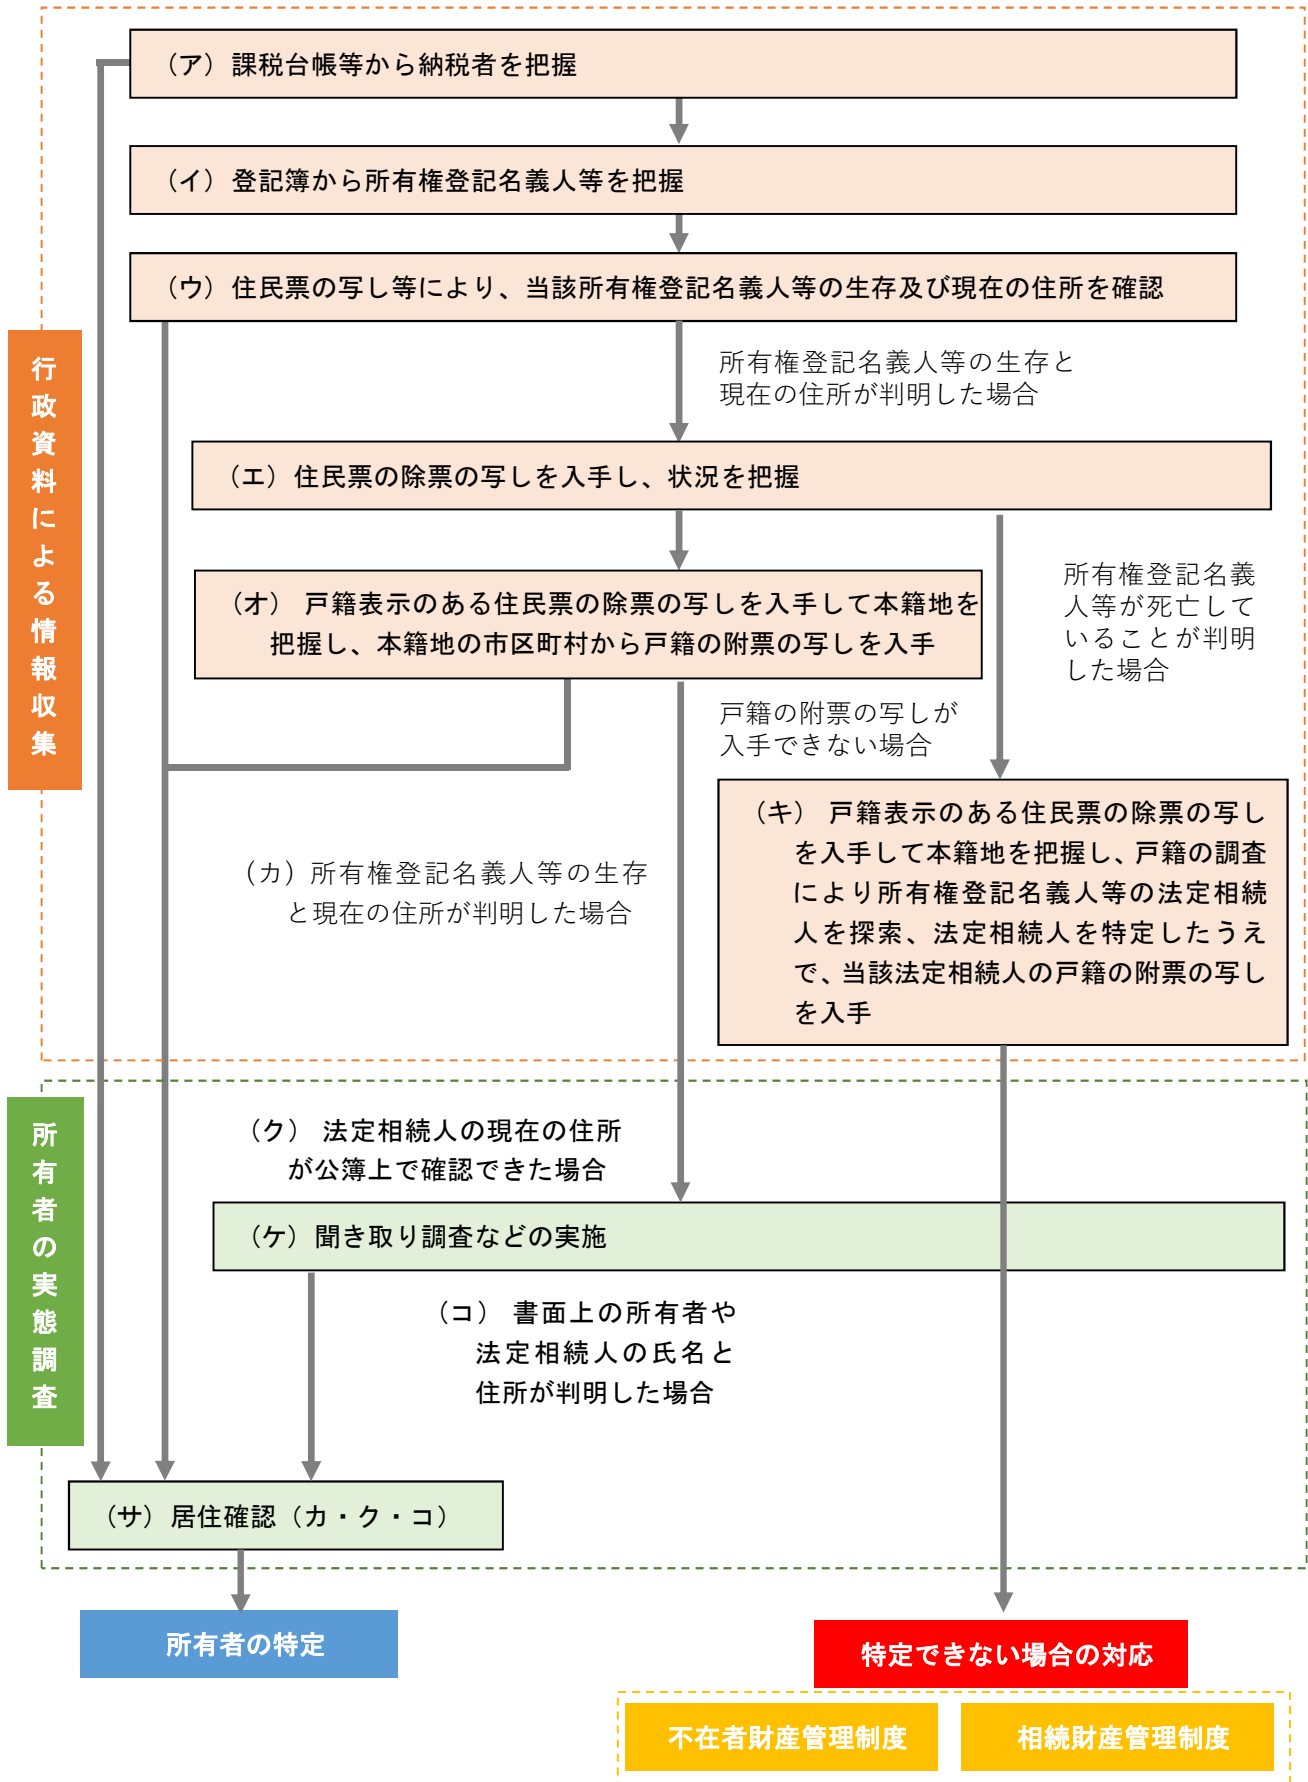 （ア）課税台帳等から納税者を把握
（イ）登記簿から所有権登記名義人等を把握
（ウ）住民票の写し等により、当該所有権登記名義人等の生存及び現在の住所を確認
所有権登記名義人等の生存と
現在の住所が判明した場合
行政資料による情報収集
（エ）住民票の除票の写しを入手し、状況を把握
（オ） 戸籍表示のある住民票の除票の写しを入手して本籍地を
把握し、本籍地の市区町村から戸籍の附票の写しを入手
所有権登記名義
人等が死亡して
いることが判明
した場合
戸籍の附票の写しが
入手できない場合
（キ） 戸籍表示のある住民票の除票の写し
を入手して本籍地を把握し、戸籍の調査
により所有権登記名義人等の法定相続
人を探索、法定相続人を特定したうえ
で、当該法定相続人の戸籍の附票の写し
を入手
（カ）所有権登記名義人等の生存
と現在の住所が判明した場合
所有者の実態調査
（ク） 法定相続人の現在の住所
が公簿上で確認できた場合
（ケ）聞き取り調査などの実施
（コ） 書面上の所有者や
法定相続人の氏名と
住所が判明した場合
（サ）居住確認（カ・ク・コ）
所有者の特定
特定できない場合の対応
不在者財産管理制度
相続財産管理制度